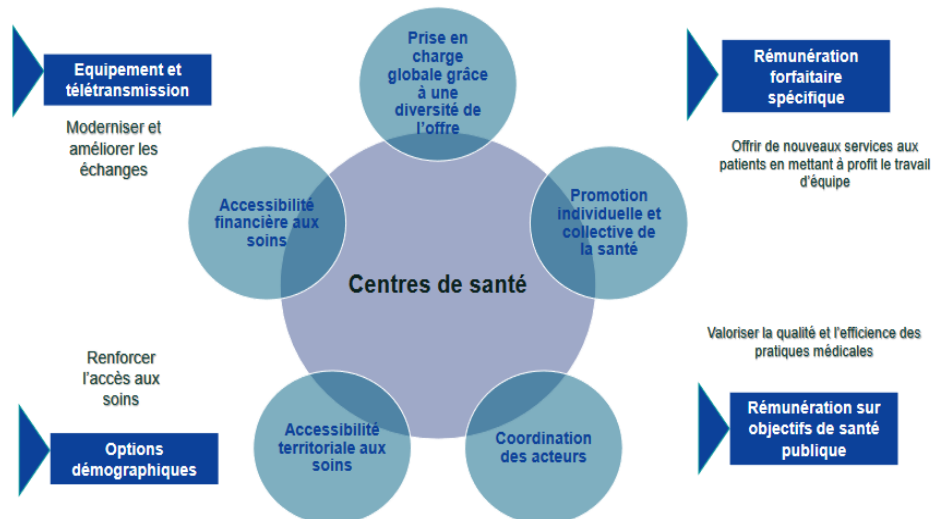 Equipement et
télétransmission
Moderniser et
améliorer les
échanges
Prise en
charge
globale grâce
à une
diversité de
l'offre
Rémunération
forfaitaire
spécifique
Offrir de nouveaux services aux
patients en mettant à profit le travail
d'équipe
Accessibilité
financière aux
soins
Promotion
individuelle et
collective de
la santé
Centres de santé
Renforcer
l'accès aux
soins
Options
démographiques
Accessibilité
territoriale aux
soins
Coordination
des acteurs
Valoriser la qualité et l'efficience des
pratiques médicales
Rémunération sur
objectifs de santé
publique